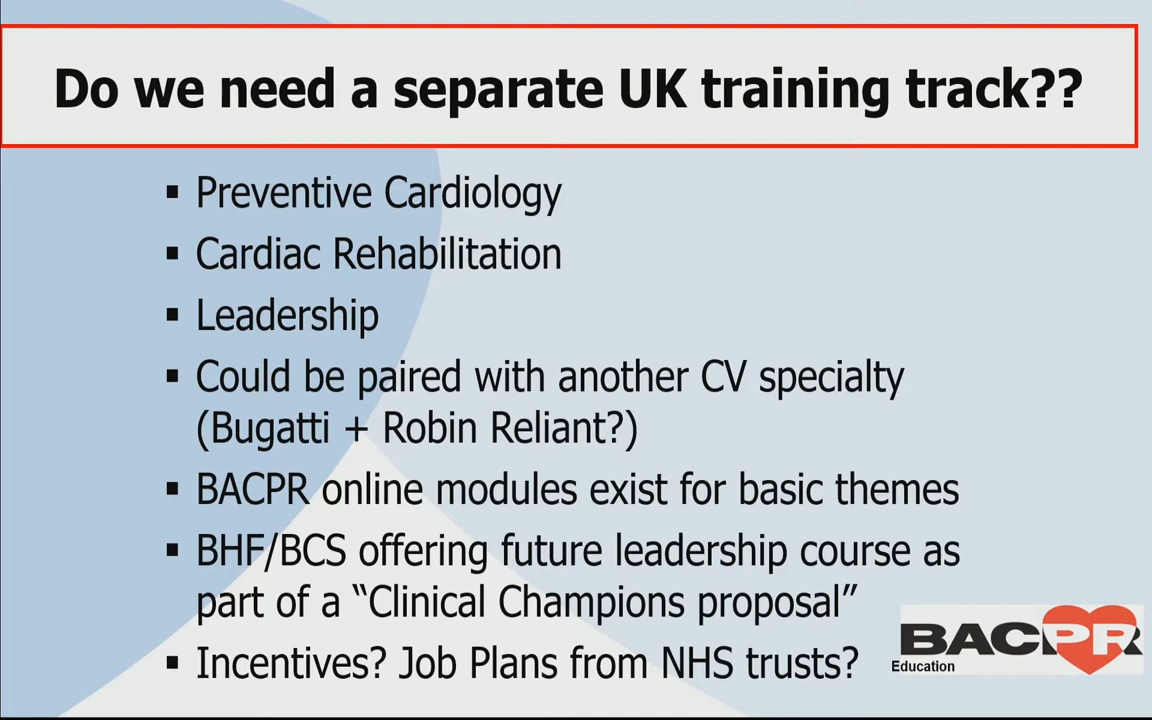 Do we need a separate UK training track??
▪ Preventive Cardiology
▪ Cardiac Rehabilitation
▪ Leadership
▪ Could be paired with another CV specialty
(Bugatti + Robin Reliant?)
▪ BACPR online modules exist for basic themes
▪ BHF/BCS offering future leadership course as
part of a “Clinical Champions proposal”
▪ Incentives? Job Plans from NHS trusts?
BACPR
Education